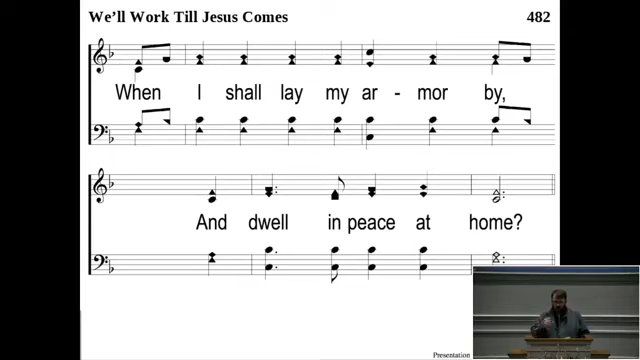 We'll Work Till Jesus Comes 482
When I shall lay my ar - mor by,
And dwell in peace at home?
Presentation